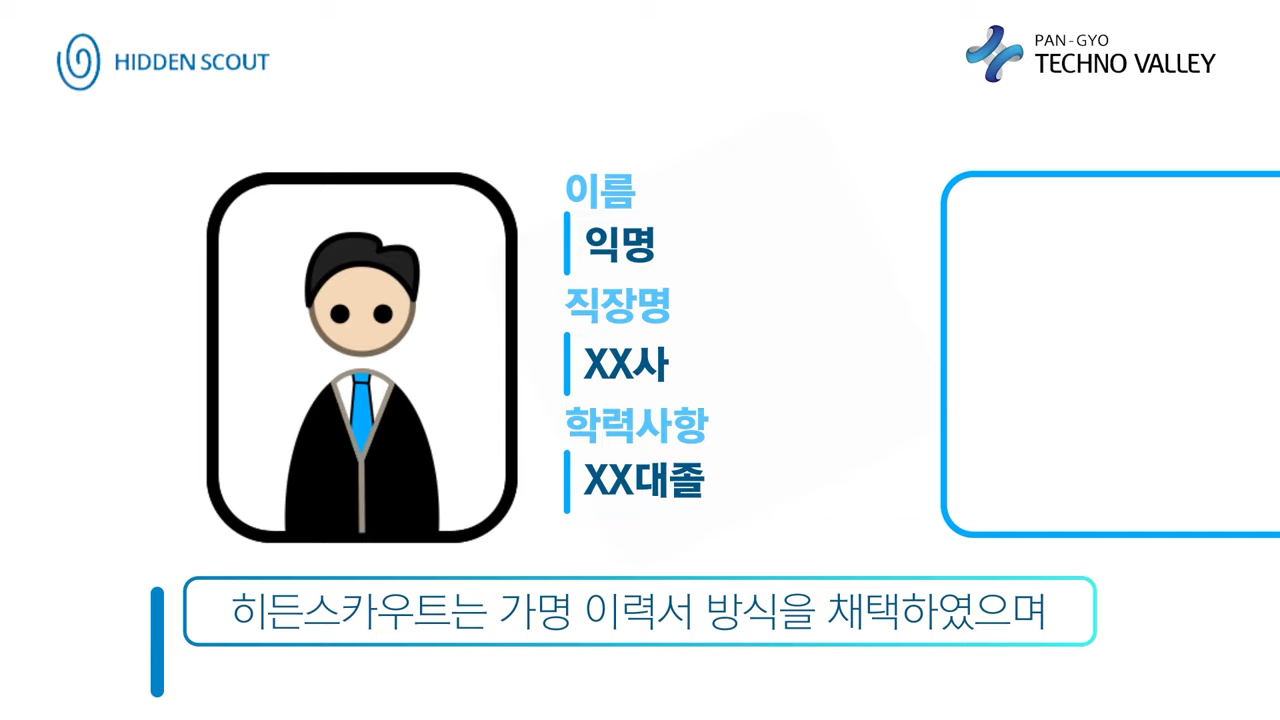 HIDDEN SCOUT
PAN-GYO
TECHNO VALLEY
이름
익명
직장명
XX사
학력사항
XX대졸
히든스카우트는 가명 이력서 방식을 채택하였으며